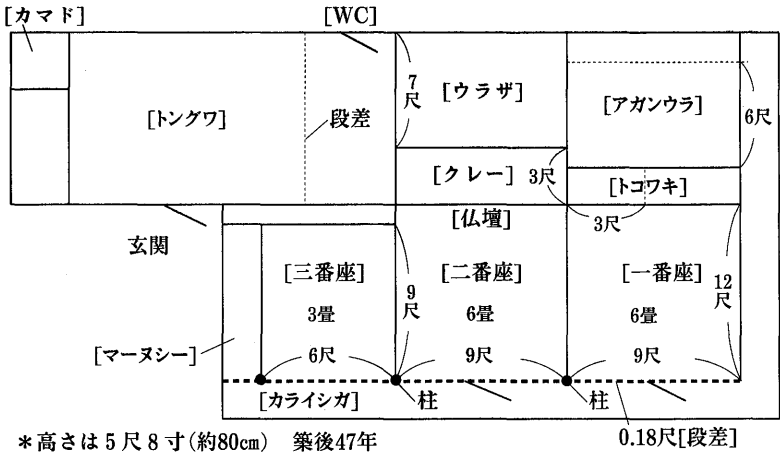 [カマド]
[WC]
7尺
[ウラザ]
[アガンウラ]
6尺
[トングワ]
段差
[クレー]
3尺
[トコワキ]
3尺
玄関
[仏壇]
[三番座]
3畳
6尺
9尺
[二番座]
6畳
9尺
[一番座]
6畳
9尺
12尺
[マーヌシー]
[カライシガ]
柱
柱
0.18尺[段差]
*高さは5尺8寸(約80cm) 築後47年